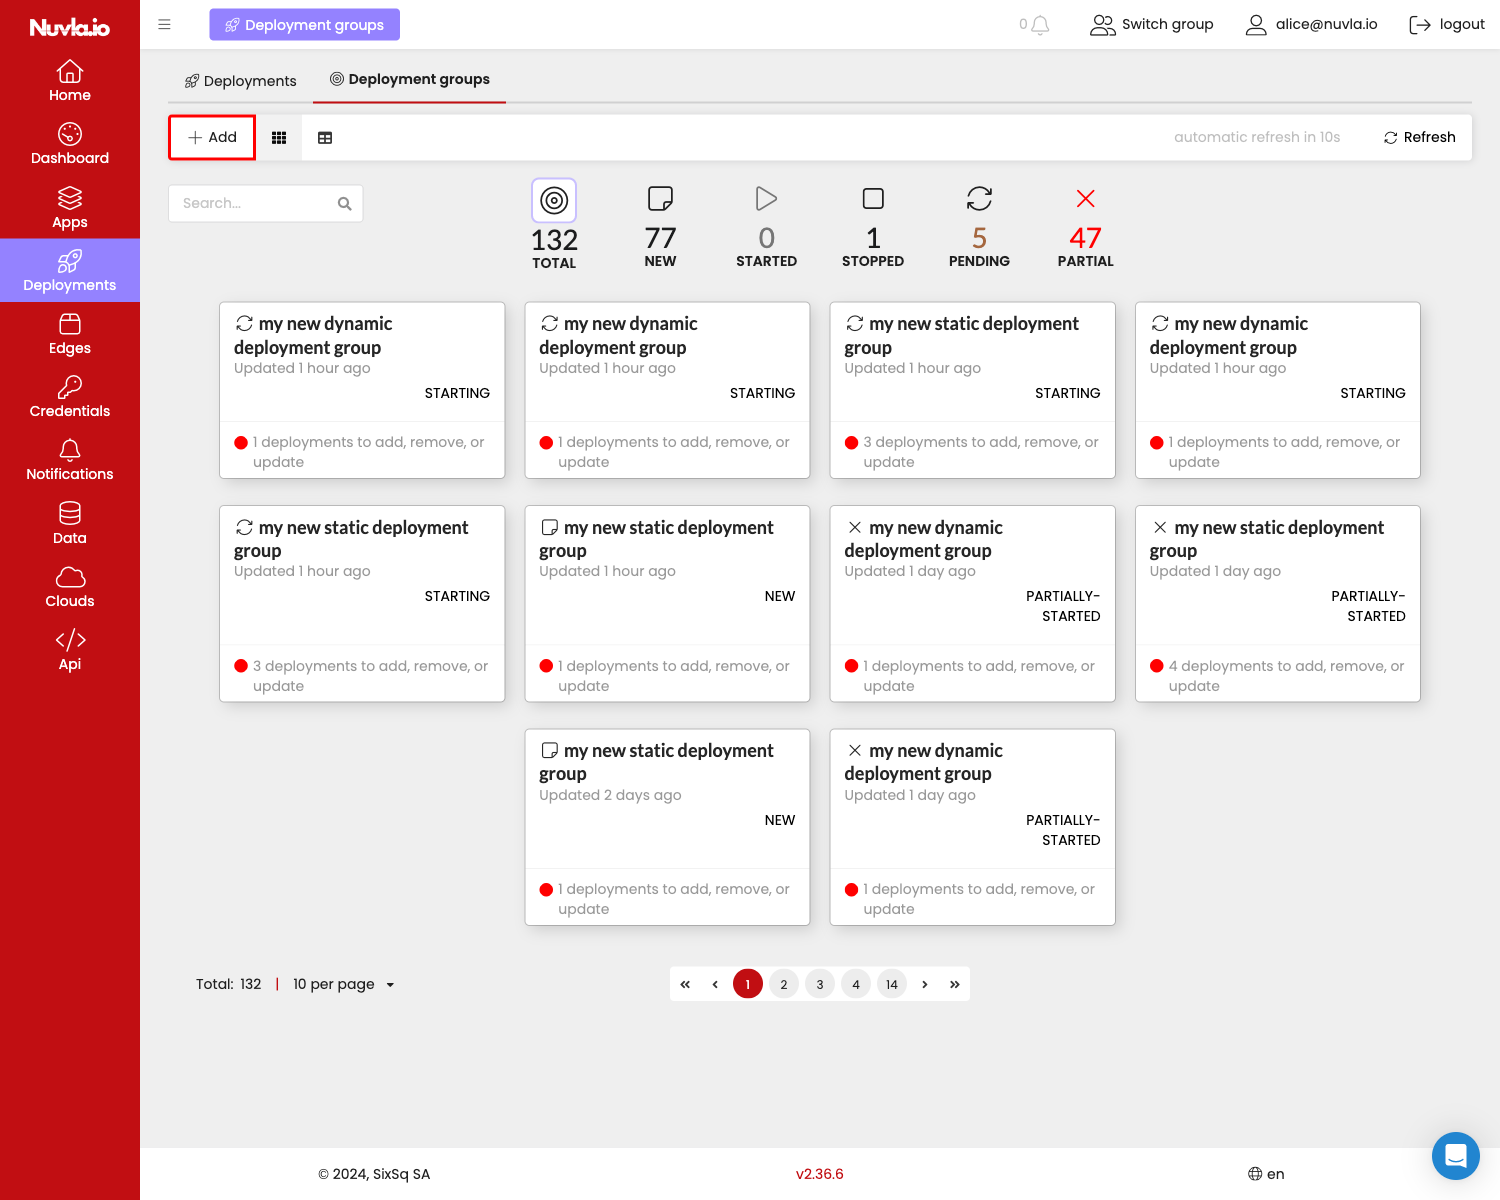 Nuvla.io
Home
Dashboard
Apps
Deployments
Edges
Credentials
Notifications
Data
Clouds
Api
Deployment groups
0
Switch group
alice@nuvla.io
logout
Deployments
Deployment groups
Add
automatic refresh in 10s
Refresh
Search...
132
TOTAL
77
NEW
0
STARTED
1
STOPPED
5
PENDING
47
PARTIAL
my new dynamic
deployment group
Updated 1 hour ago
STARTING
1 deployments to add, remove, or
update
my new dynamic
deployment group
Updated 1 hour ago
STARTING
1 deployments to add, remove, or
update
my new static deployment
group
Updated 1 hour ago
STARTING
3 deployments to add, remove, or
update
my new dynamic
deployment group
Updated 1 hour ago
STARTING
1 deployments to add, remove, or
update
my new static deployment
group
Updated 1 hour ago
STARTING
3 deployments to add, remove, or
update
my new static deployment
group
Updated 1 hour ago
NEW
1 deployments to add, remove, or
update
my new dynamic
deployment group
Updated 1 day ago
PARTIALLY-
STARTED
1 deployments to add, remove, or
update
my new static deployment
group
Updated 1 day ago
PARTIALLY-
STARTED
4 deployments to add, remove, or
update
my new static deployment
group
Updated 2 days ago
NEW
1 deployments to add, remove, or
update
my new dynamic
deployment group
Updated 1 day ago
PARTIALLY-
STARTED
1 deployments to add, remove, or
update
Total: 132 | 10 per page
« ‹ 1 2 3 4 14 › »
© 2024, SixSq SA
v2.36.6
en